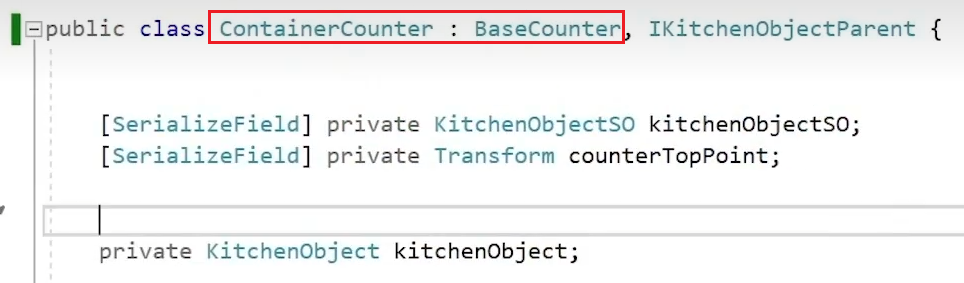 public class ContainerCounter : BaseCounter, IKitchenObjectParent {
[SerializeField] private KitchenObjectSO kitchenObjectSO;
[SerializeField] private Transform counterTopPoint;
private KitchenObject kitchenObject;